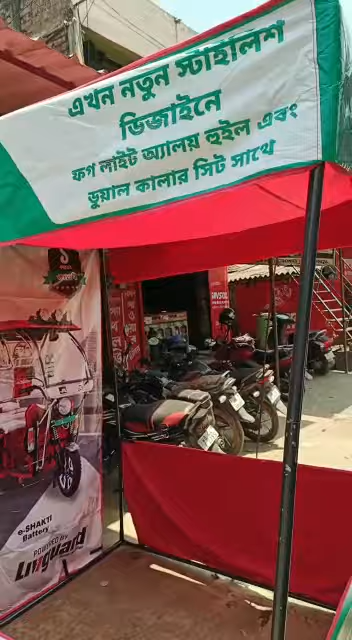 এখন নতুন স্টাইলিশ
ডিজাইনে
ফগ লাইট অ্যালয় হুইল এবং
ডুয়াল কালার সিট সাথে
e-SHAKTI
Battery
POWERED BY
Livguard